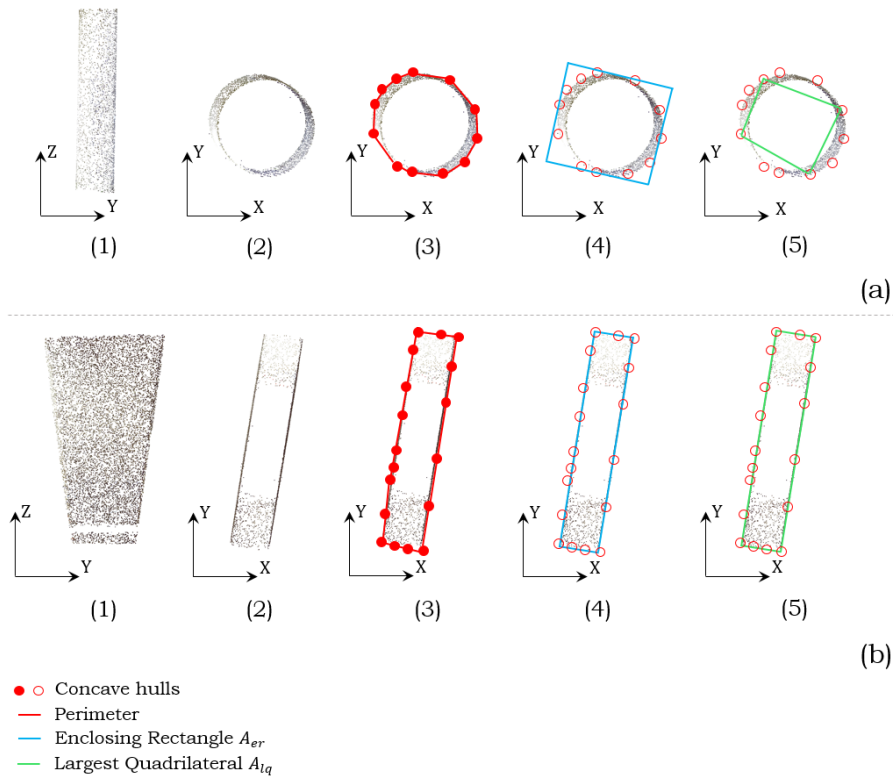 Z
Y
(1)
Y
X
(2)
Y
X
(3)
Y
X
(4)
Y
X
(5)
(a)
Z
Y
(1)
Y
X
(2)
Y
X
(3)
Y
X
(4)
Y
X
(5)
(b)
Concave hulls
Perimeter
Enclosing Rectangle A_er
Largest Quadrilateral A_lq